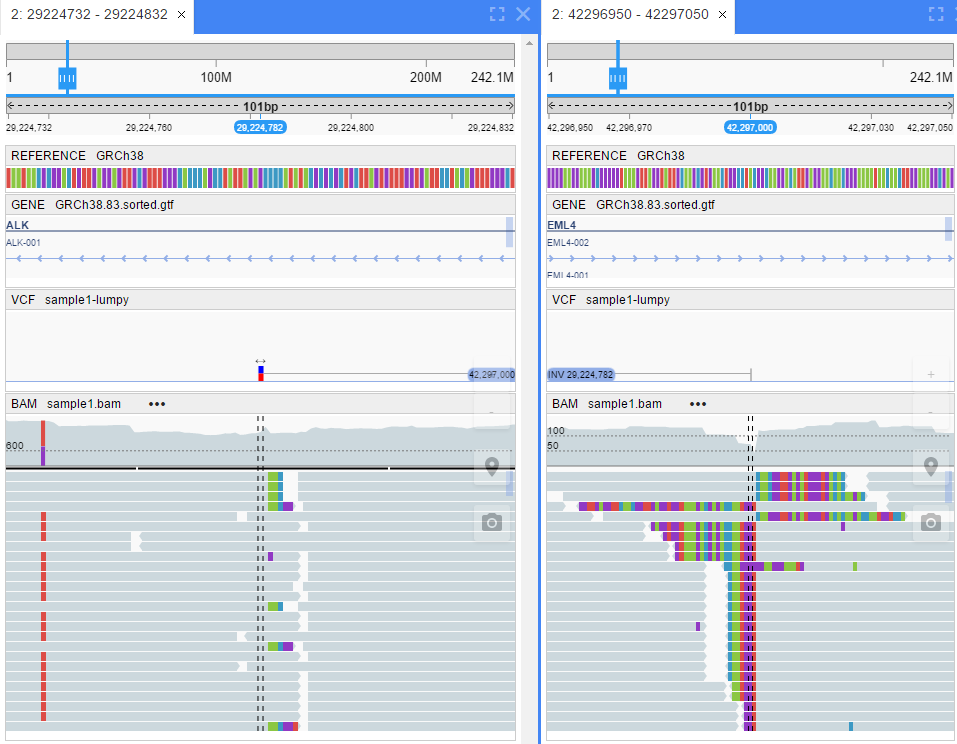 2: 29224732 - 29224832 ×
1 100M 200M 242.1M
101bp
29,224,732 29,224,760 29,224,782 29,224,800 29,224,832
REFERENCE GRCh38
GENE GRCh38.83.sorted.gtf
ALK
ALK-001
VCF sample1-lumpy
42,297,000
BAM sample1.bam •••
600
2: 42296950 - 42297050 ×
1 242.1M
101bp
42,296,950 42,296,970 42,297,000 42,297,030 42,297,050
REFERENCE GRCh38
GENE GRCh38.83.sorted.gtf
EML4
EML4-002
EML4-001
VCF sample1-lumpy
INV 29,224,782
BAM sample1.bam •••
100
50